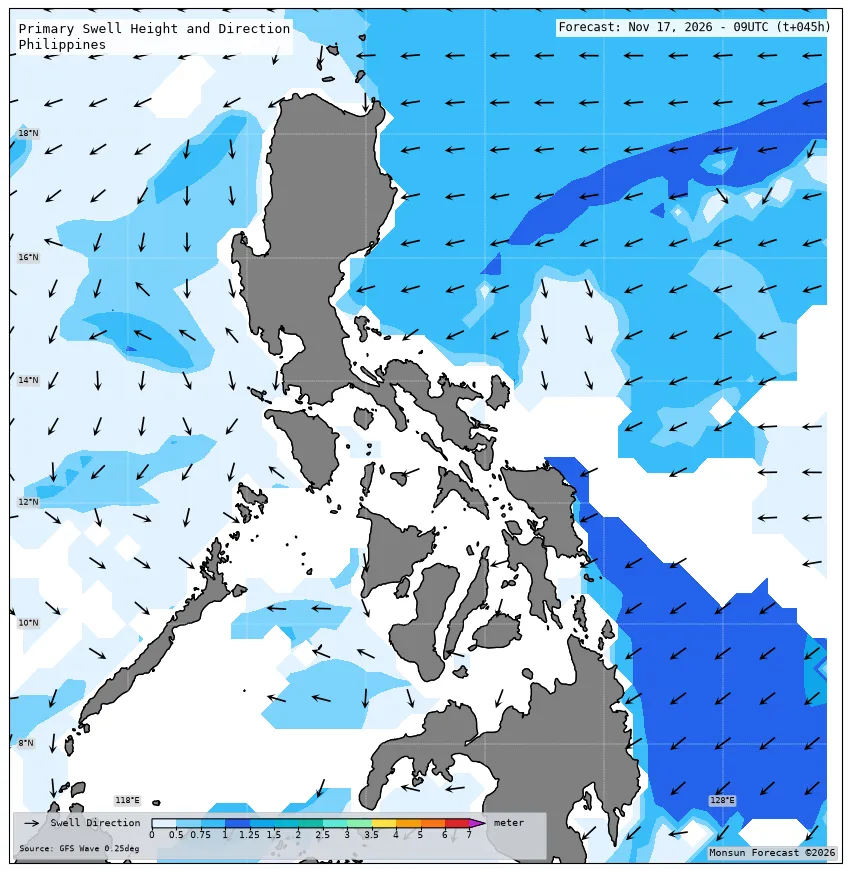 Primary Swell Height and Direction
Philippines
Forecast: Nov 17, 2026 - 09UTC (t+045h)
18°N
16°N
14°N
12°N
10°N
8°N
118°E
128°E
Swell Direction
0 0.5 0.75 1 1.25 1.5 2 2.5 3 3.5 4 5 6 7
meter
Source: GFS Wave 0.25deg
Monsun Forecast ©2026